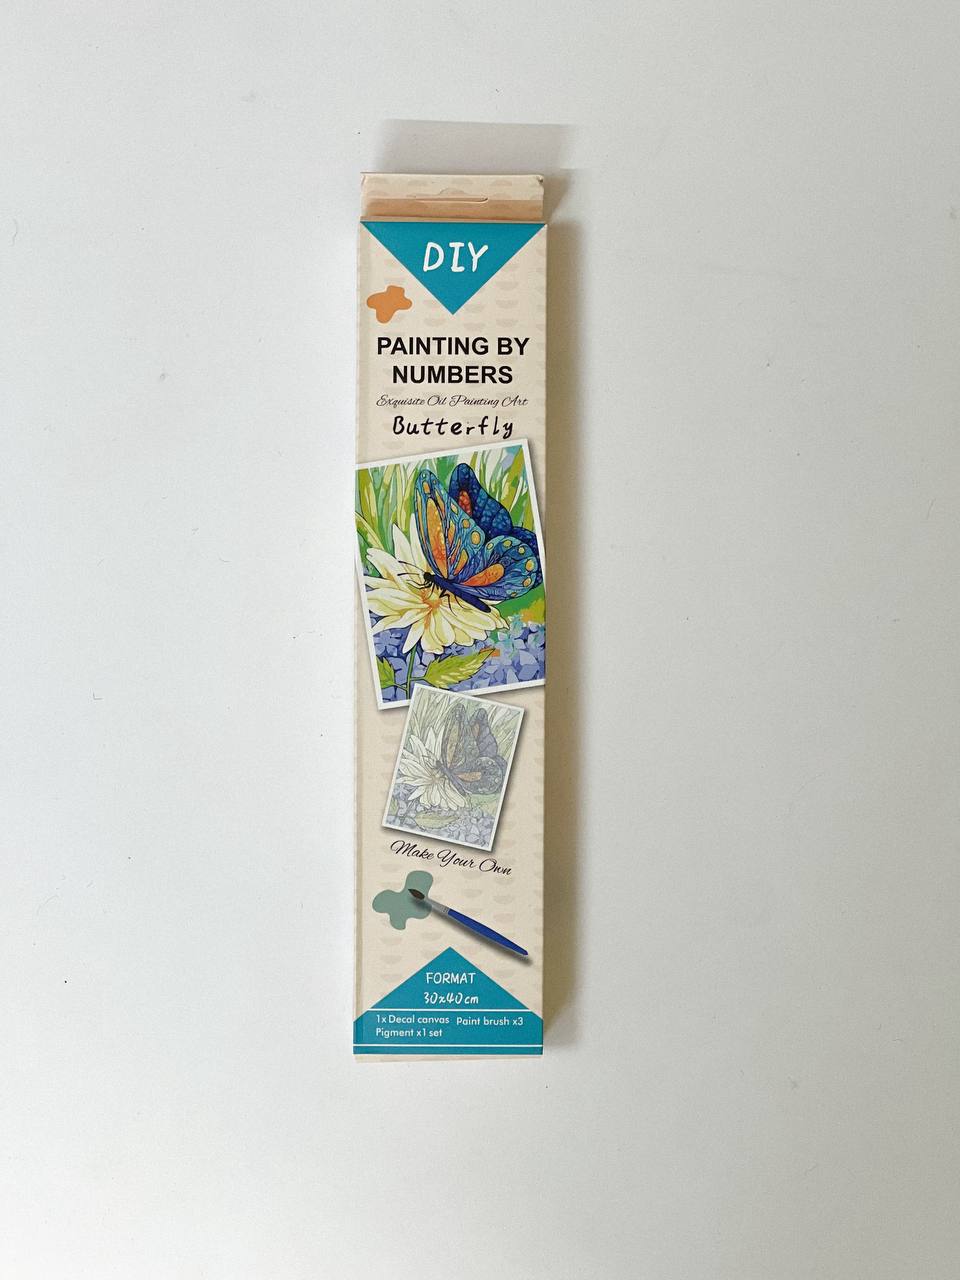 DIY
PAINTING BY
NUMBERS
Exquisite Oil Painting Art
Butterfly
Make Your Own
FORMAT
30x40cm
1x Decal canvas Paint brush x3
Pigment x1 set